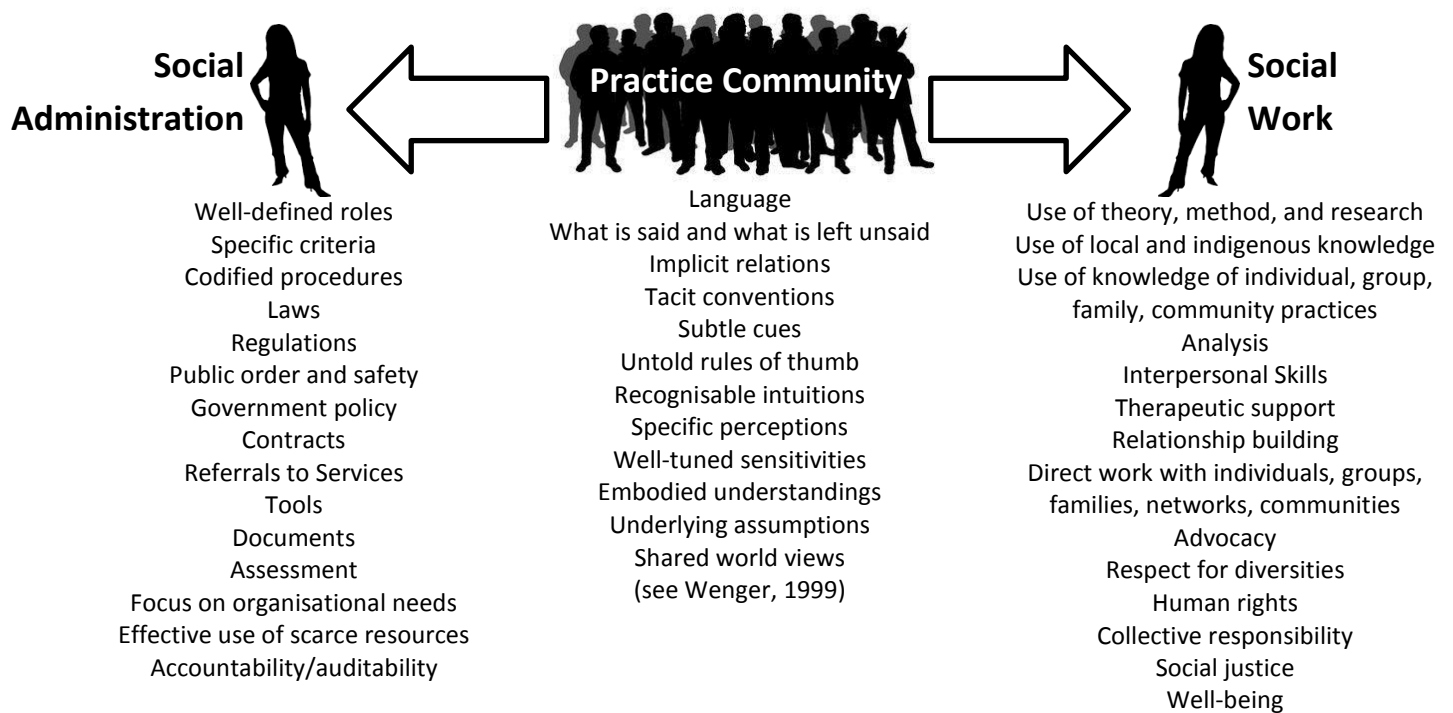 Social
Administration
Practice Community
Social
Work
Well-defined roles
Specific criteria
Codified procedures
Laws
Regulations
Public order and safety
Government policy
Contracts
Referrals to Services
Tools
Documents
Assessment
Focus on organisational needs
Effective use of scarce resources
Accountability/auditability
Language
What is said and what is left unsaid
Implicit relations
Tacit conventions
Subtle cues
Untold rules of thumb
Recognisable intuitions
Specific perceptions
Well-tuned sensitivities
Embodied understandings
Underlying assumptions
Shared world views
(see Wenger, 1999)
Use of theory, method, and research
Use of local and indigenous knowledge
Use of knowledge of individual, group,
family, community practices
Analysis
Interpersonal Skills
Therapeutic support
Relationship building
Direct work with individuals, groups,
families, networks, communities
Advocacy
Respect for diversities
Human rights
Collective responsibility
Social justice
Well-being